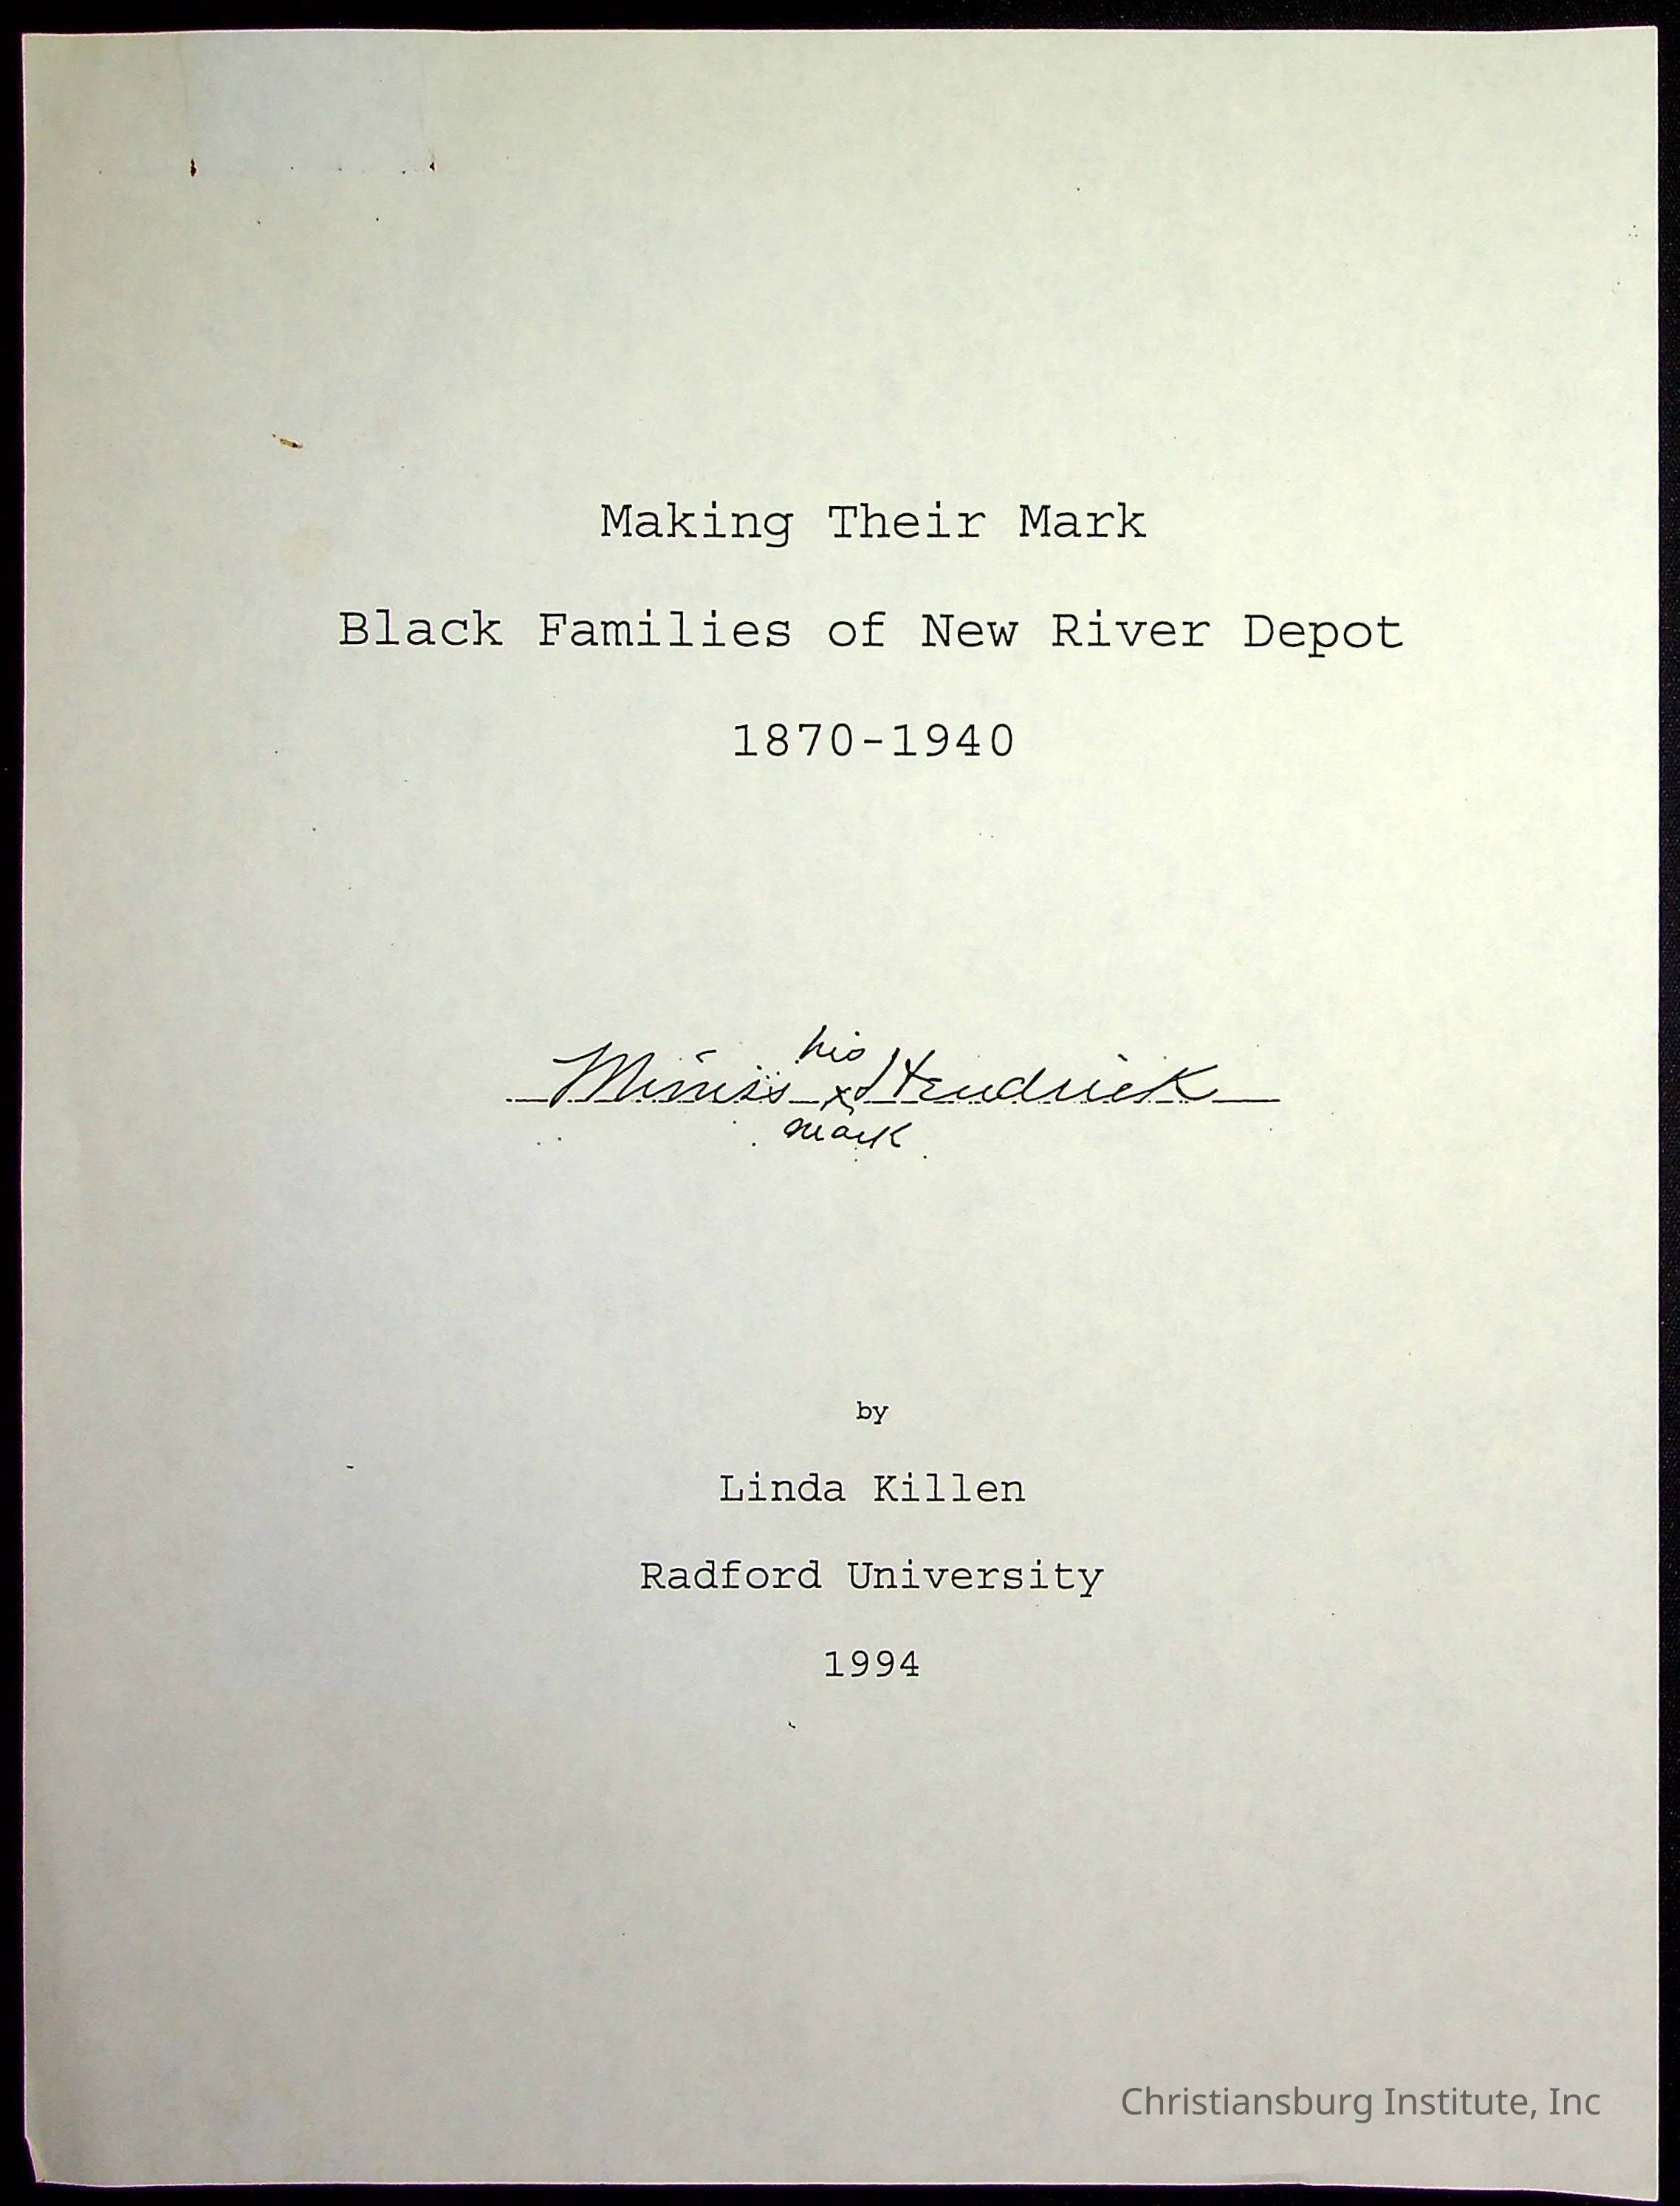 Making Their Mark
Black Families of New River Depot
1870-1940
his
Mimis x Hendrick
mark
by
Linda Killen
Radford University
1994
Christiansburg Institute, Inc